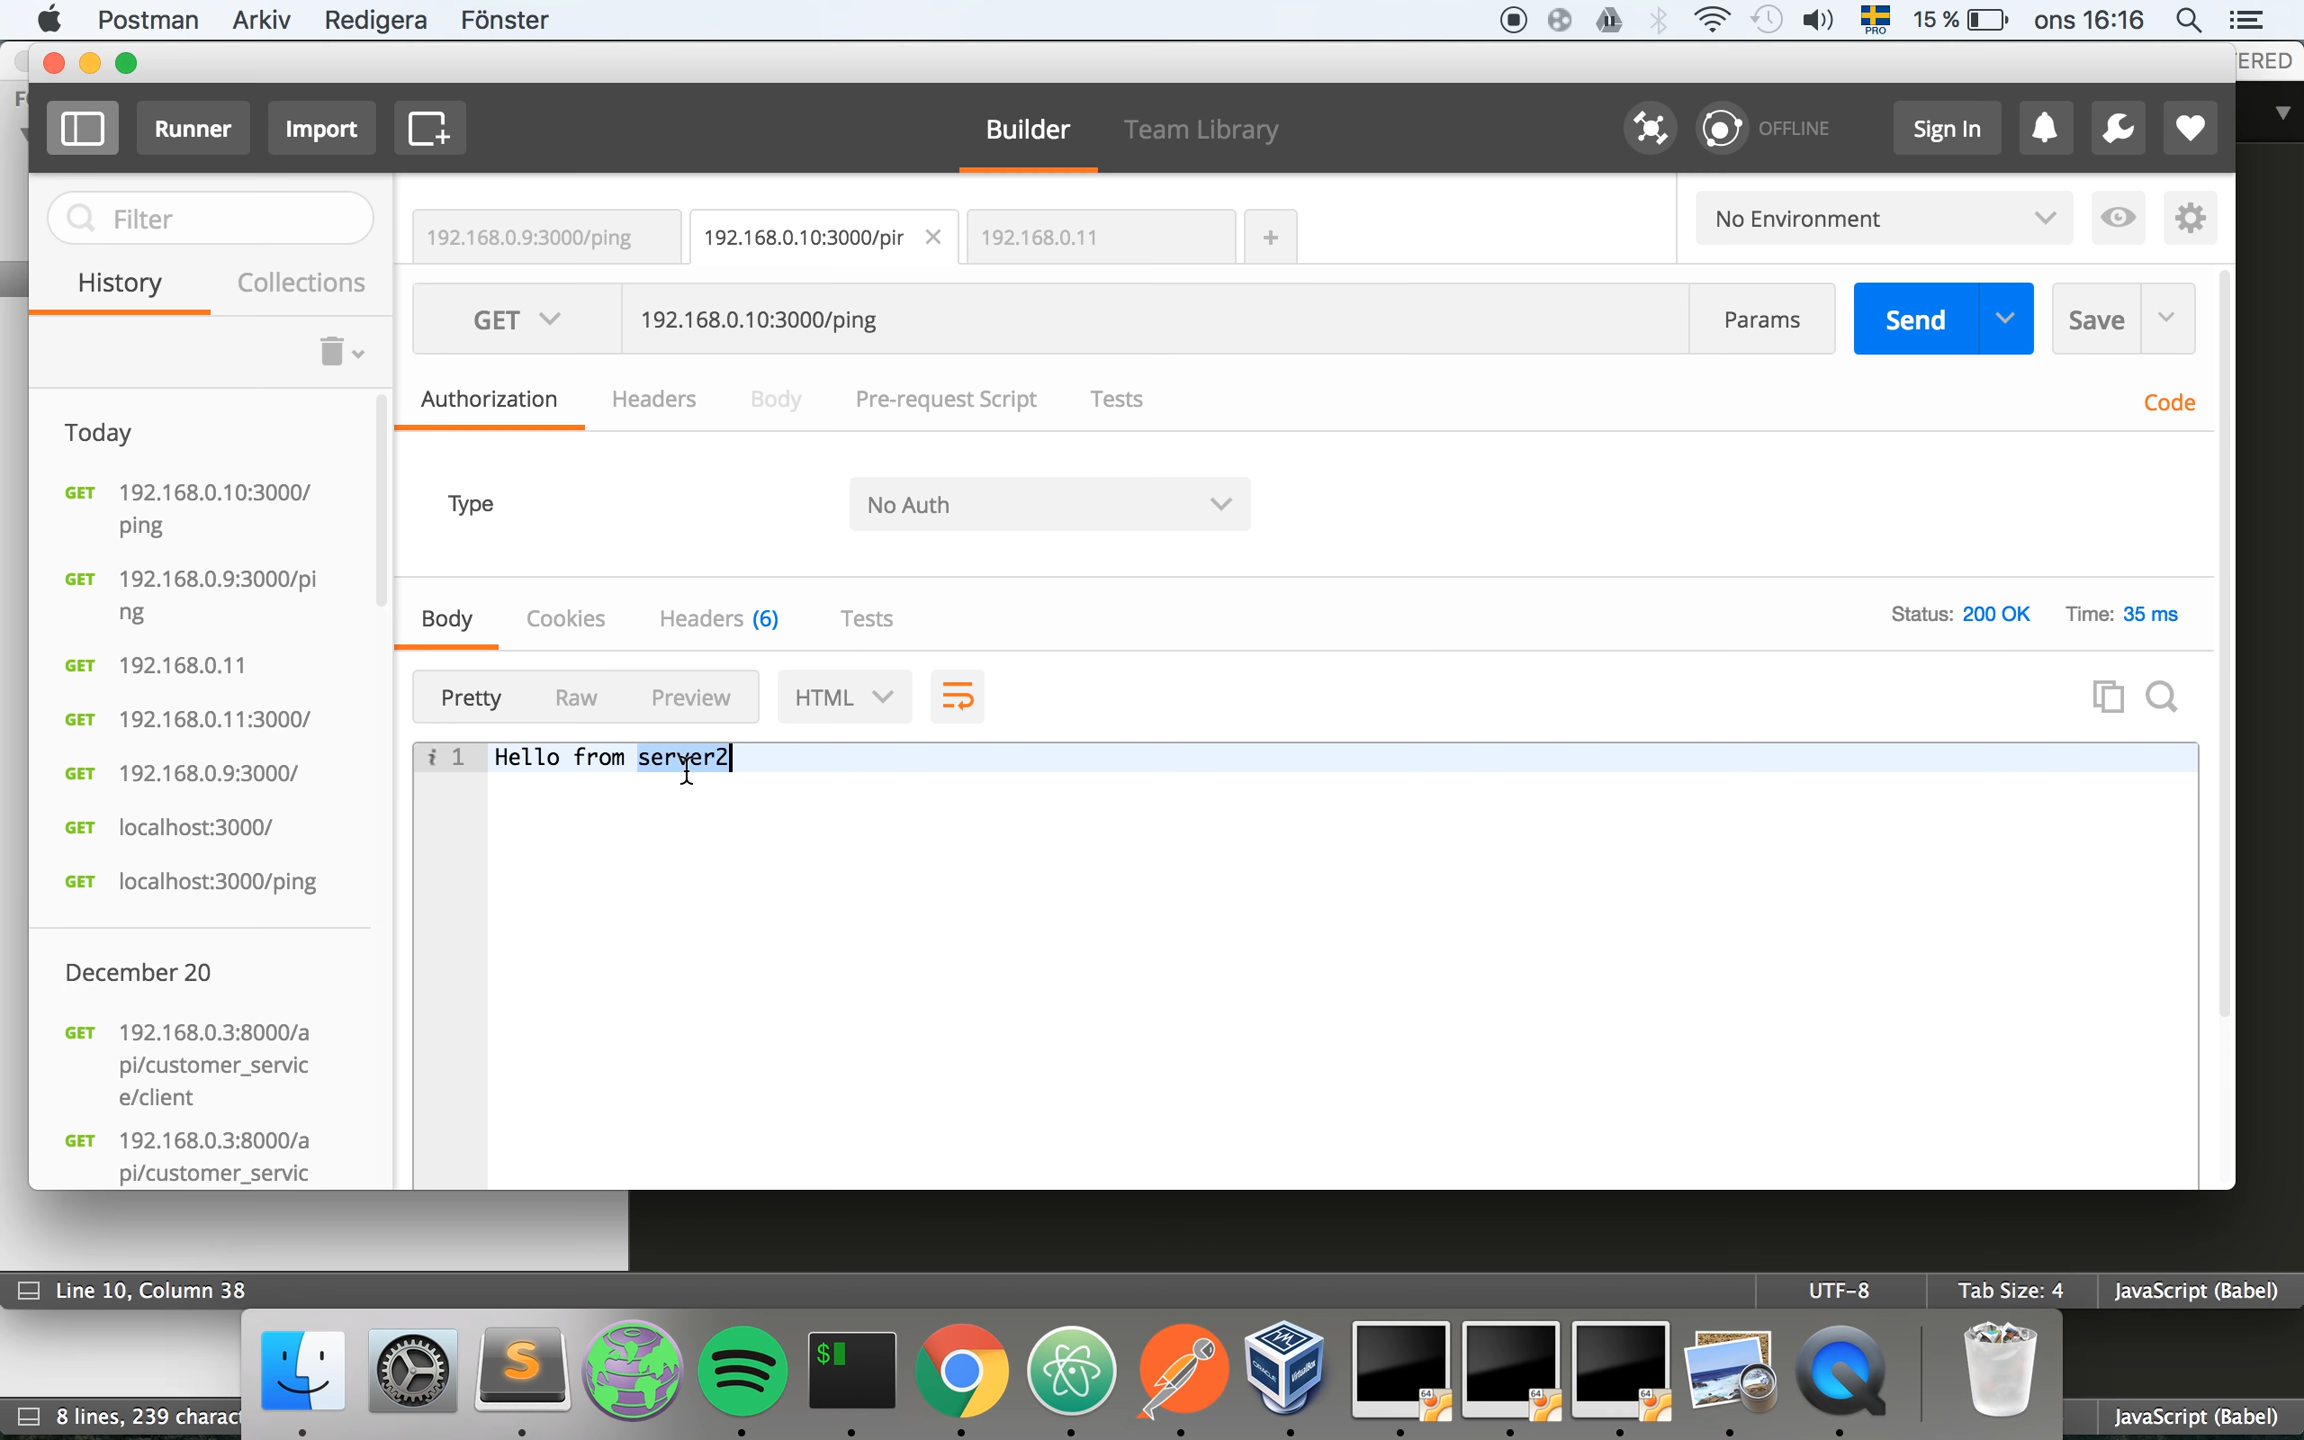 Postman Arkiv Redigera Fönster
PRO
15 %
ons 16:16
ERED
Runner
Import
Builder
Team Library
OFFLINE
Sign In
Filter
192.168.0.9:3000/ping
192.168.0.10:3000/pir
192.168.0.11
+
No Environment
History
Collections
GET
192.168.0.10:3000/ping
Params
Send
Save
Authorization
Headers
Body
Pre-request Script
Tests
Code
Today
GET 192.168.0.10:3000/
ping
GET 192.168.0.9:3000/pi
ng
GET 192.168.0.11
GET 192.168.0.11:3000/
GET 192.168.0.9:3000/
GET localhost:3000/
GET localhost:3000/ping
December 20
GET 192.168.0.3:8000/a
pi/customer_servic
e/client
GET 192.168.0.3:8000/a
pi/customer_servic
Type
No Auth
Body
Cookies
Headers (6)
Tests
Status: 200 OK
Time: 35 ms
Pretty
Raw
Preview
HTML
i 1 Hello from server2
Line 10, Column 38
UTF-8
Tab Size: 4
JavaScript (Babel)
8 lines, 239 charact
JavaScript (Babel)
S
$
ORACLE
VirtualBox
64
64
64